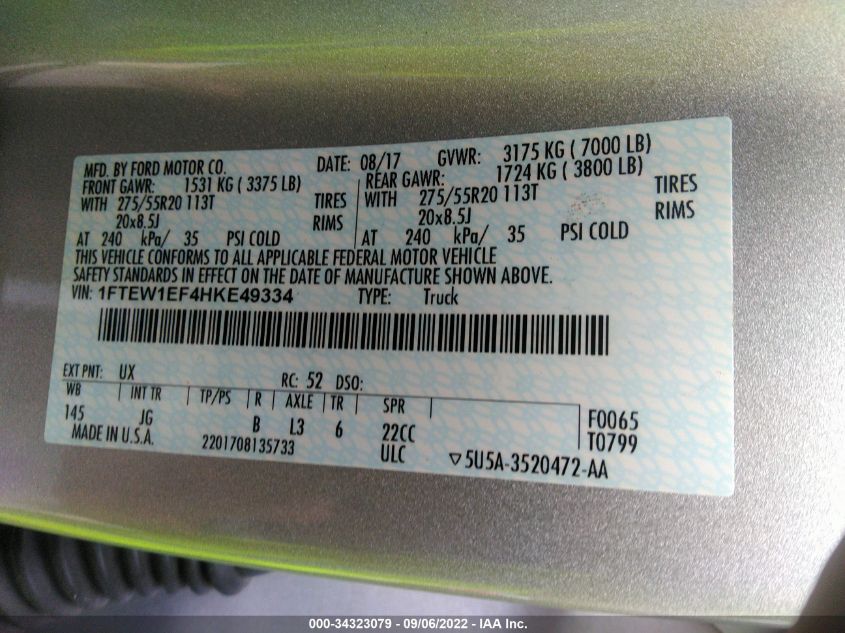 MFD. BY FORD MOTOR CO. DATE: 08/17 GVWR: 3175 KG ( 7000 LB)
FRONT GAWR: 1531 KG ( 3375 LB) REAR GAWR: 1724 KG ( 3800 LB)
WITH 275/55R20 113T TIRES WITH 275/55R20 113T TIRES
20x8.5J RIMS 20x8.5J RIMS
AT 240 kPa/ 35 PSI COLD AT 240 kPa/ 35 PSI COLD
THIS VEHICLE CONFORMS TO ALL APPLICABLE FEDERAL MOTOR VEHICLE
SAFETY STANDARDS IN EFFECT ON THE DATE OF MANUFACTURE SHOWN ABOVE.
VIN: 1FTEW1EF4HKE49334 TYPE: Truck
EXT PNT: UX RC: 52 DSO:
WB INT TR TP/PS R AXLE TR SPR
145 JG B L3 6 22CC F0065
MADE IN U.S.A. 2201708135733 ULC T0799
▽5U5A-3520472-AA
000-34323079 - 09/06/2022 - IAA Inc.